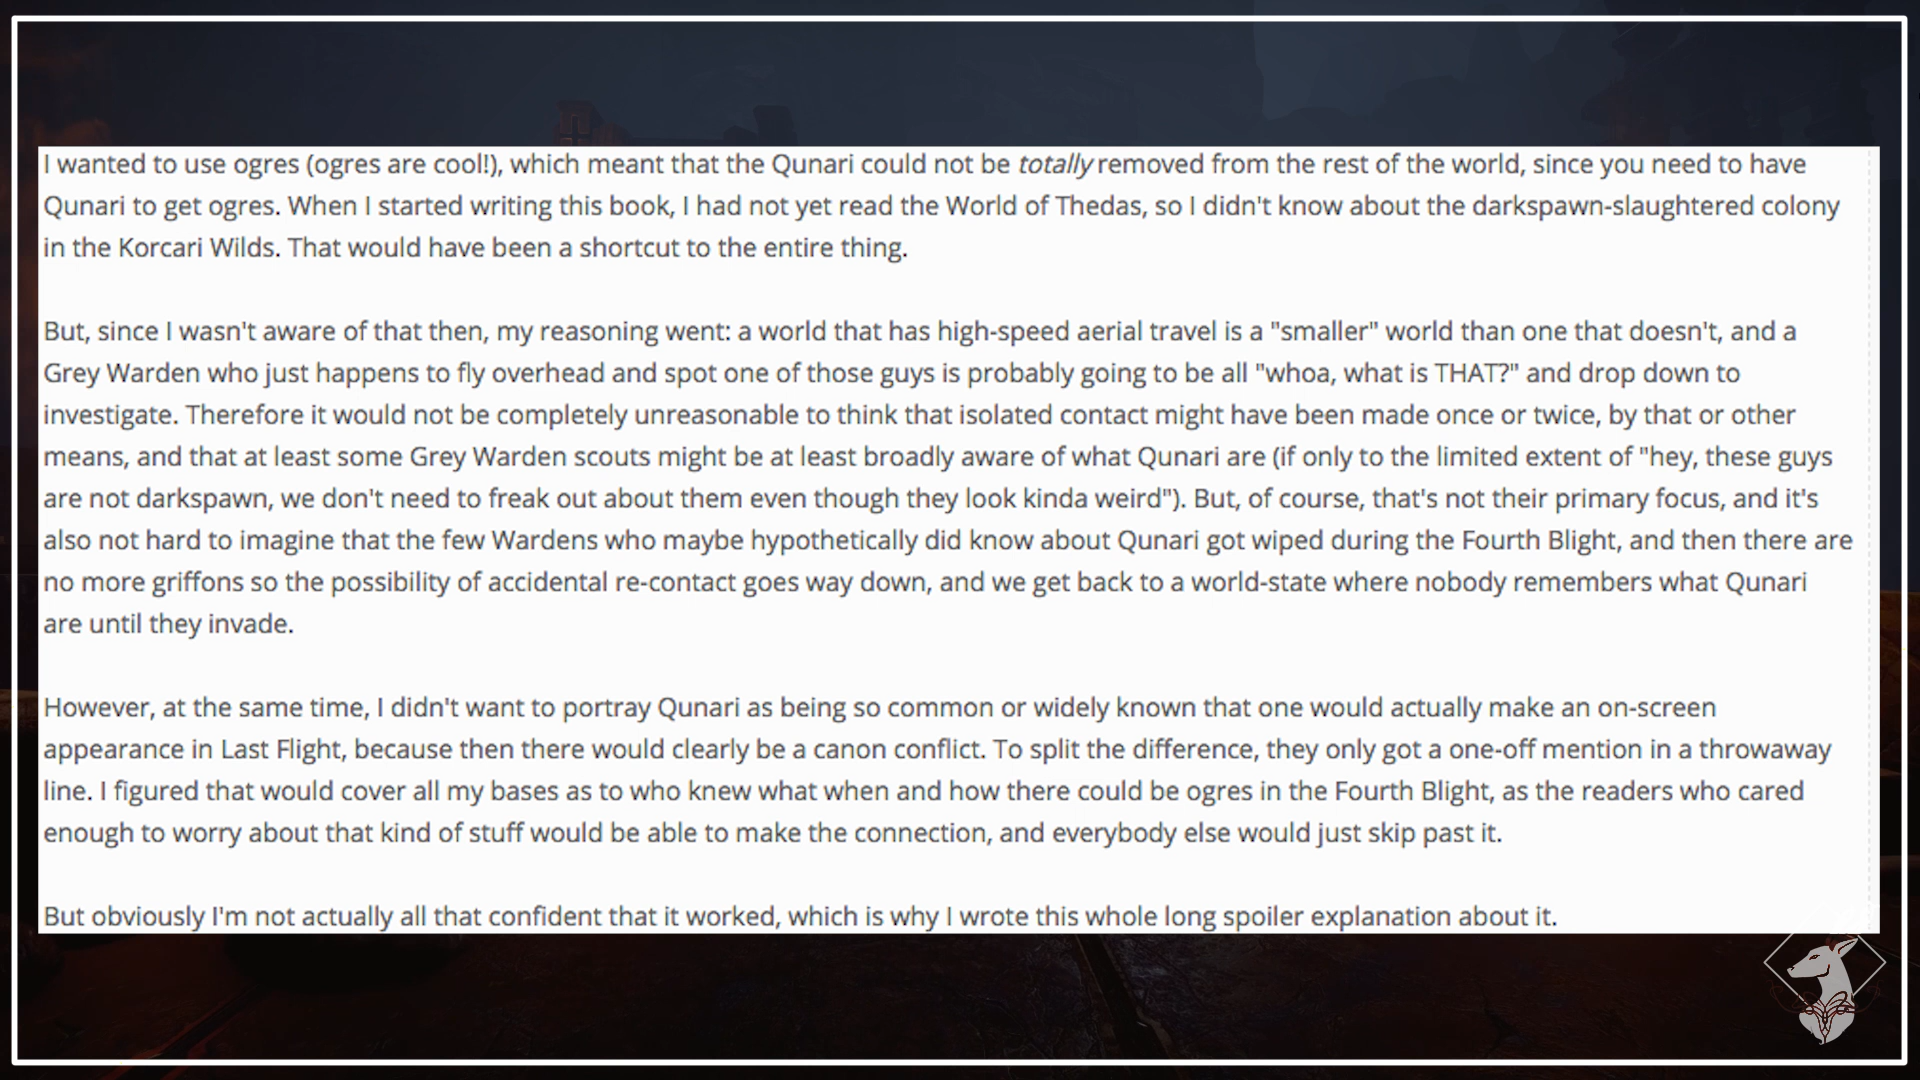 I wanted to use ogres (ogres are cool!), which meant that the Qunari could not be totally removed from the rest of the world, since you need to have
Qunari to get ogres. When I started writing this book, I had not yet read the World of Thedas, so I didn't know about the darkspawn-slaughtered colony
in the Korcari Wilds. That would have been a shortcut to the entire thing.
But, since I wasn't aware of that then, my reasoning went: a world that has high-speed aerial travel is a "smaller" world than one that doesn't, and a
Grey Warden who just happens to fly overhead and spot one of those guys is probably going to be all "whoa, what is THAT?" and drop down to
investigate. Therefore it would not be completely unreasonable to think that isolated contact might have been made once or twice, by that or other
means, and that at least some Grey Warden scouts might be at least broadly aware of what Qunari are (if only to the limited extent of "hey, these guys
are not darkspawn, we don't need to freak out about them even though they look kinda weird"). But, of course, that's not their primary focus, and it's
also not hard to imagine that the few Wardens who maybe hypothetically did know about Qunari got wiped during the Fourth Blight, and then there are
no more griffons so the possibility of accidental re-contact goes way down, and we get back to a world-state where nobody remembers what Qunari
are until they invade.
However, at the same time, I didn't want to portray Qunari as being so common or widely known that one would actually make an on-screen
appearance in Last Flight, because then there would clearly be a canon conflict. To split the difference, they only got a one-off mention in a throwaway
line. I figured that would cover all my bases as to who knew what when and how there could be ogres in the Fourth Blight, as the readers who cared
enough to worry about that kind of stuff would be able to make the connection, and everybody else would just skip past it.
But obviously I'm not actually all that confident that it worked, which is why I wrote this whole long spoiler explanation about it.